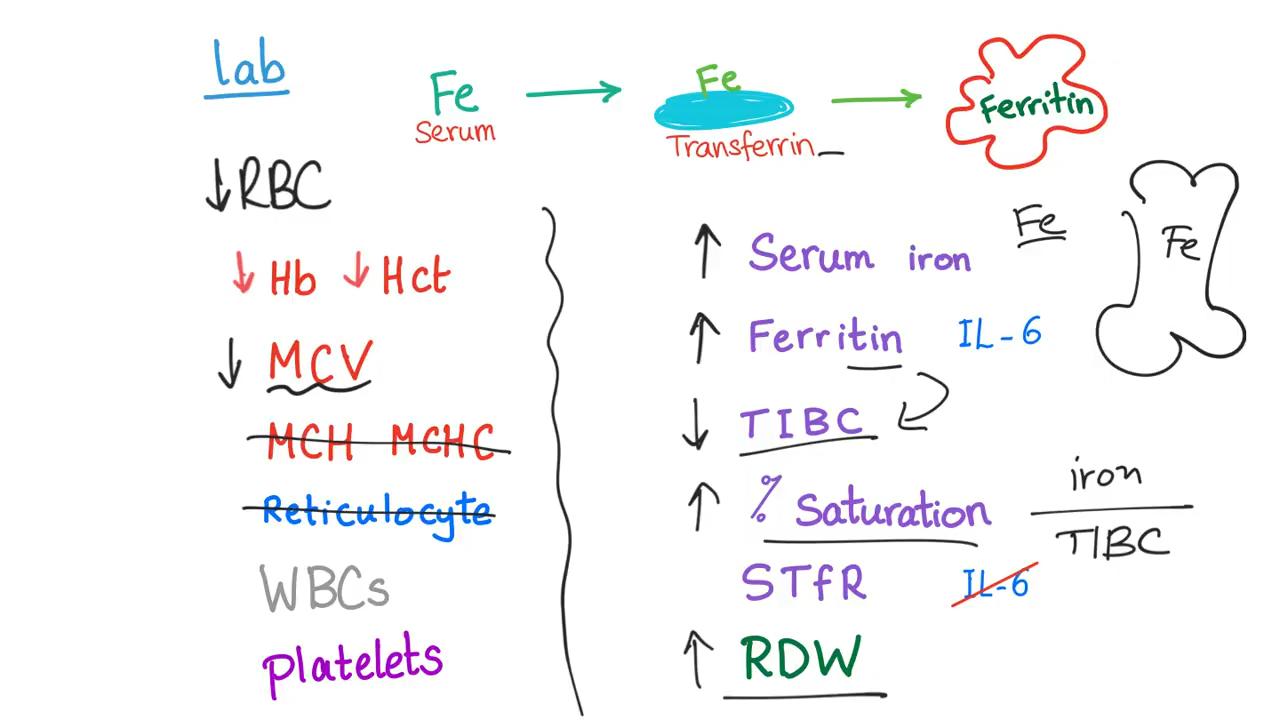 lab
Fe → Fe → Ferritin
Serum
Transferrin
↓RBC
↓ Hb ↓ Hct
↓ MCV
MCH MCHC
Reticulocyte
WBCs
Platelets
↑ Serum iron Fe
↑ Ferritin IL-6
↓ TIBC
↑ % Saturation iron
TIBC
STfR IL-6
↑ RDW
Fe